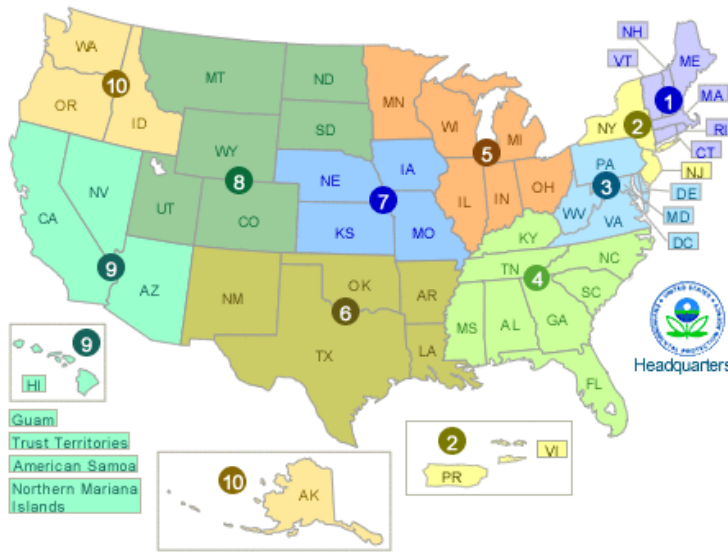 NH
ME
WA
VT
MT
ND
MA
10
MN
1
OR
ID
WI
NY
2
RI
MI
CT
SD
WY
5
PA
NJ
NV
8
NE
IA
3
DE
CA
UT
CO
7
IL
IN
OH
WV
MD
VA
KS
MO
KY
DC
9
TN
4
NC
AZ
NM
OK
AR
SC
6
MS
AL
GA
TX
LA
Headquarters
9
HI
FL
Guam
Trust Territories
American Samoa
Northern Mariana
Islands
2
VI
PR
10
AK